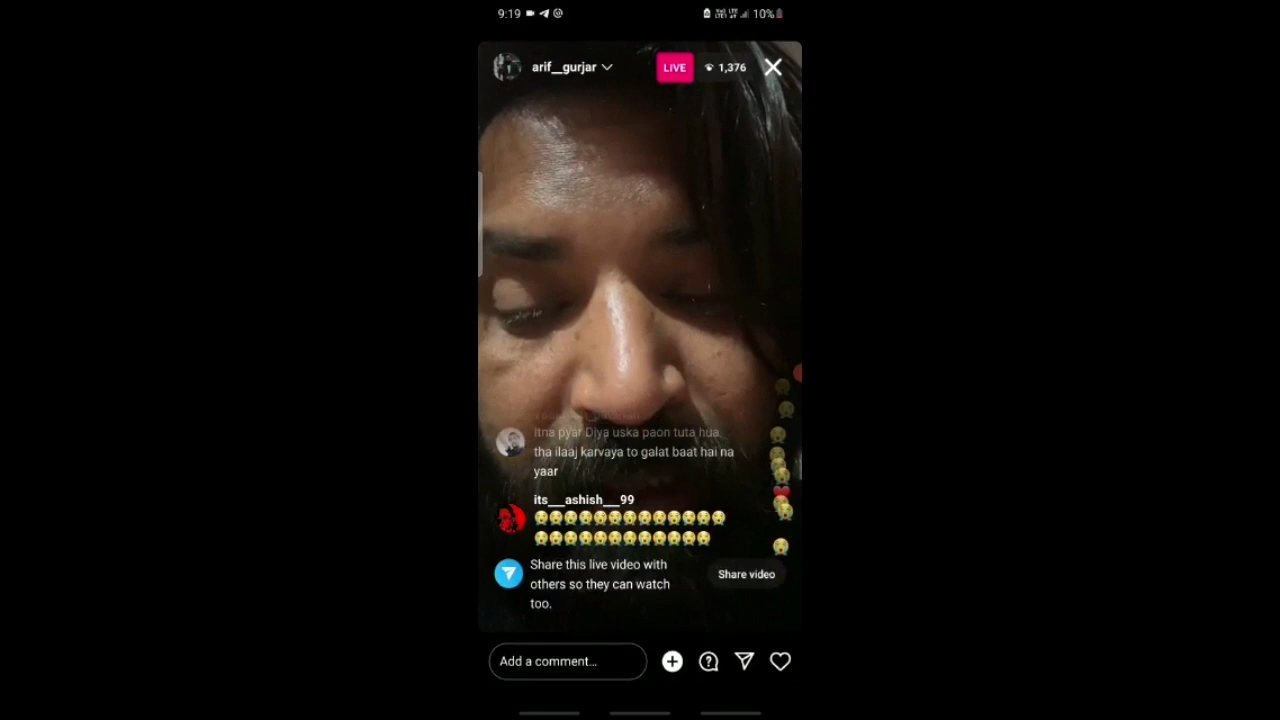 9:19
10%
arif__gurjar
LIVE
1,376
Itna pyar Diya uska paon tuta hua
tha ilaaj karvaya to galat baat hai na
yaar
its___ashish___99
😭😭😭😭😭😭😭😭😭😭😭😭😭
😭😭😭😭😭😭😭😭😭😭😭😭
Share this live video with
others so they can watch
too.
Share video
Add a comment...